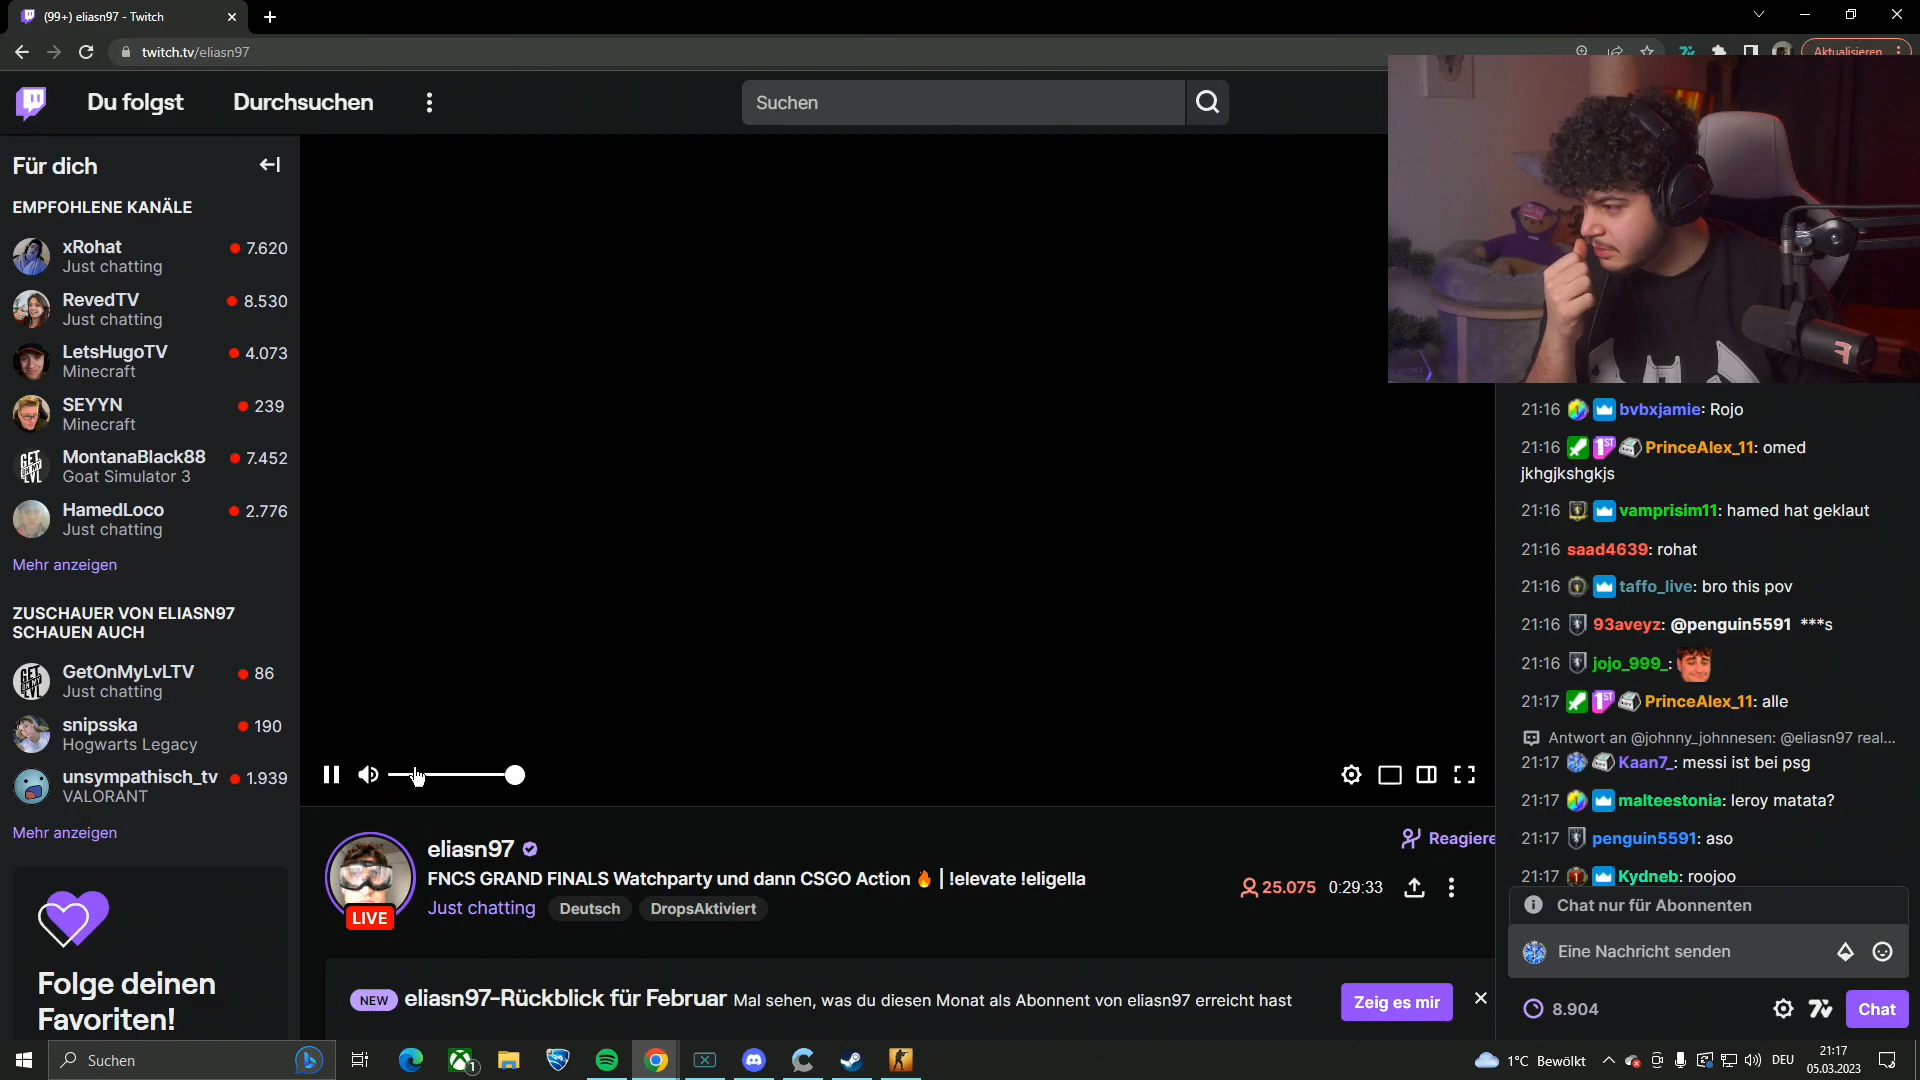 (99+) eliasn97 - Twitch
twitch.tv/eliasn97
Aktualisieren
Du folgst
Durchsuchen
Suchen
Für dich
EMPFOHLENE KANÄLE
xRohat
7.620
Just chatting
RevedTV
8.530
Just chatting
LetsHugoTV
4.073
Minecraft
SEYYN
239
Minecraft
MontanaBlack88
7.452
Goat Simulator 3
HamedLoco
2.776
Just chatting
Mehr anzeigen
ZUSCHAUER VON ELIASN97
SCHAUEN AUCH
GetOnMyLvLTV
86
Just chatting
snipsska
190
Hogwarts Legacy
unsympathisch_tv
1.939
VALORANT
Mehr anzeigen
Folge deinen
Favoriten!
eliasn97
FNCS GRAND FINALS Watchparty und dann CSGO Action 🔥 | !elevate !eligella
Just chatting
Deutsch
DropsAktiviert
LIVE
Reagiere
25.075
0:29:33
NEW
eliasn97-Rückblick für Februar Mal sehen, was du diesen Monat als Abonnent von eliasn97 erreicht hast
Zeig es mir
21:16 bvbxjamie: Rojo
21:16 PrinceAlex_11: omed
jkhgjkshgkjs
21:16 vamprisim11: hamed hat geklaut
21:16 saad4639: rohat
21:16 taffo_live: bro this pov
21:16 93aveyz: @penguin5591 ***s
21:16 jojo_999_:
21:17 PrinceAlex_11: alle
Antwort an @johnny_johnnesen: @eliasn97 real...
21:17 Kaan7_: messi ist bei psg
21:17 malteestonia: leroy matata?
21:17 penguin5591: aso
21:17 Kydneb: roojoo
Chat nur für Abonnenten
Eine Nachricht senden
8.904
Chat
Suchen
1°C Bewölkt
DEU
21:17
05.03.2023